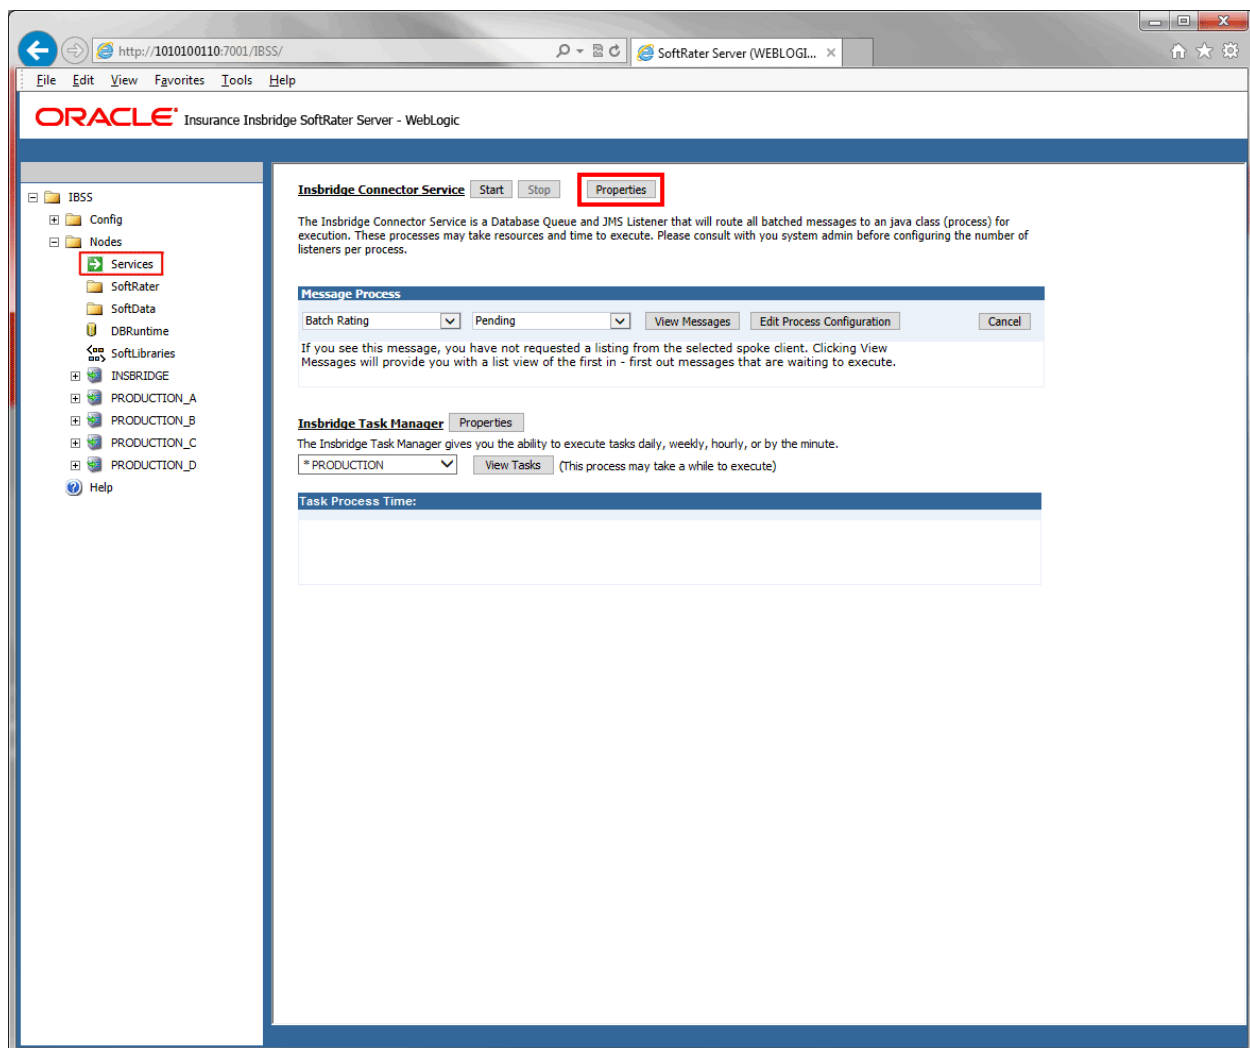 http://1010100110:7001/IBSS/
SoftRater Server (WEBLOGI...
File Edit View Favorites Tools Help
ORACLE Insurance Insbridge SoftRater Server - WebLogic
IBSS
Config
Nodes
Services
SoftRater
SoftData
DBRuntime
SoftLibraries
INSBRIDGE
PRODUCTION_A
PRODUCTION_B
PRODUCTION_C
PRODUCTION_D
Help
Insbridge Connector Service Start Stop Properties
The Insbridge Connector Service is a Database Queue and JMS Listener that will route all batched messages to an java class (process) for
execution. These processes may take resources and time to execute. Please consult with you system admin before configuring the number of
listeners per process.
Message Process
Batch Rating Pending View Messages Edit Process Configuration Cancel
If you see this message, you have not requested a listing from the selected spoke client. Clicking View
Messages will provide you with a list view of the first in - first out messages that are waiting to execute.
Insbridge Task Manager Properties
The Insbridge Task Manager gives you the ability to execute tasks daily, weekly, hourly, or by the minute.
* PRODUCTION View Tasks (This process may take a while to execute)
Task Process Time: